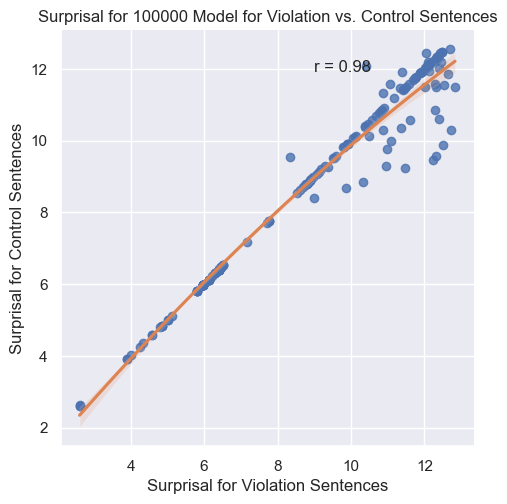 Surprisal for 100000 Model for Violation vs. Control Sentences
r = 0.98
12
10
8
6
4
2
Surprisal for Control Sentences
4 6 8 10 12
Surprisal for Violation Sentences